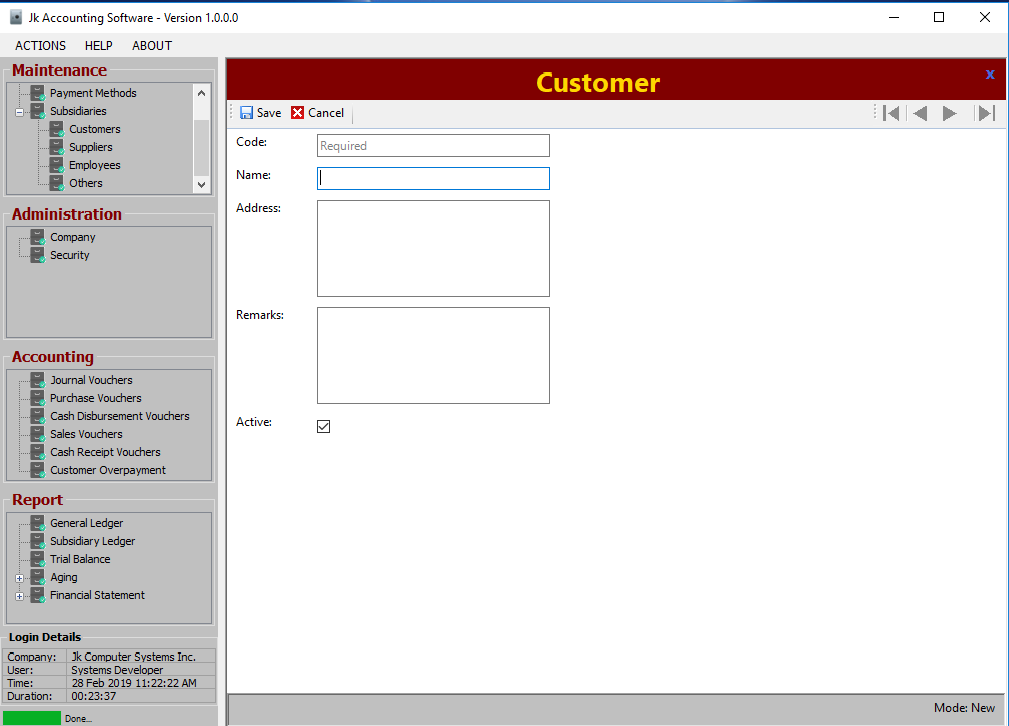 Jk Accounting Software - Version 1.0.0.0
ACTIONS HELP ABOUT
Maintenance
Payment Methods
Subsidiaries
Customers
Suppliers
Employees
Others
Administration
Company
Security
Accounting
Journal Vouchers
Purchase Vouchers
Cash Disbursement Vouchers
Sales Vouchers
Cash Receipt Vouchers
Customer Overpayment
Report
General Ledger
Subsidiary Ledger
Trial Balance
Aging
Financial Statement
Login Details
Company: Jk Computer Systems Inc.
User: Systems Developer
Time: 28 Feb 2019 11:22:22 AM
Duration: 00:23:37
Done...
Customer
x
Save Cancel
Code: Required
Name:
Address:
Remarks:
Active:
Mode: New